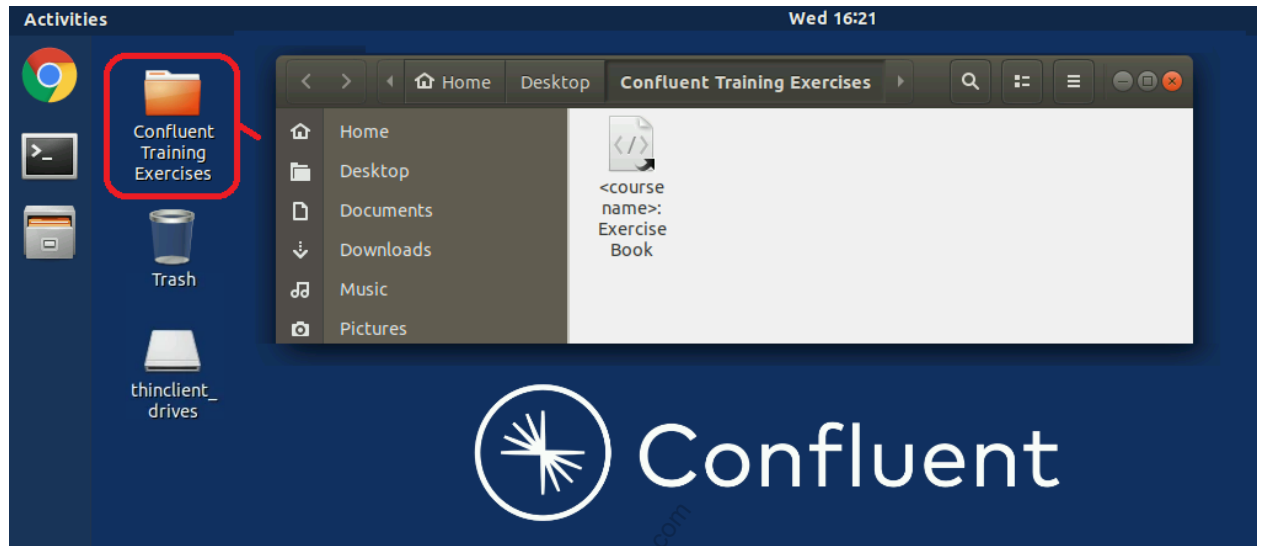 Activities
Wed 16:21
Confluent
Training
Exercises
Trash
thinclient_
drives
Home
Desktop
Confluent Training Exercises
Home
Desktop
Documents
Downloads
Music
Pictures
<course
name>:
Exercise
Book
Confluent
.com